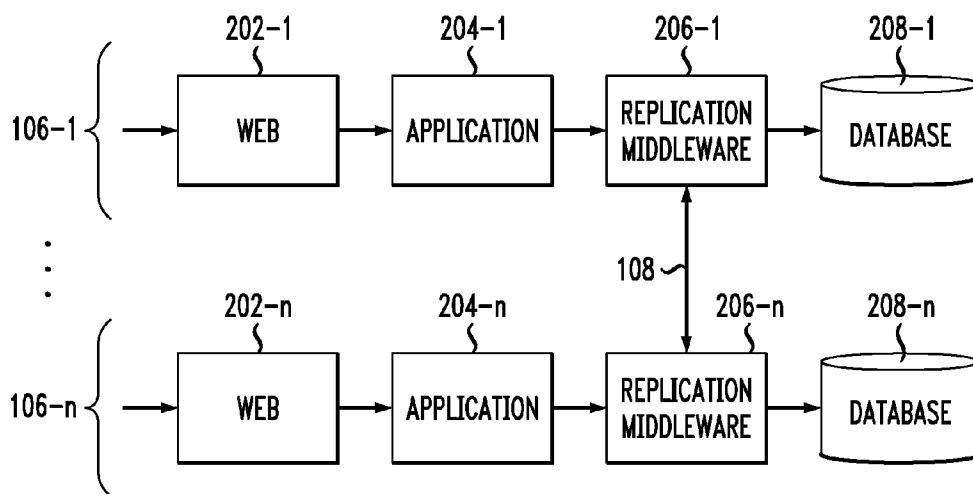 202-1
204-1
206-1
208-1
106-1
WEB
APPLICATION
REPLICATION
MIDDLEWARE
DATABASE
108
202-n
204-n
206-n
208-n
106-n
WEB
APPLICATION
REPLICATION
MIDDLEWARE
DATABASE